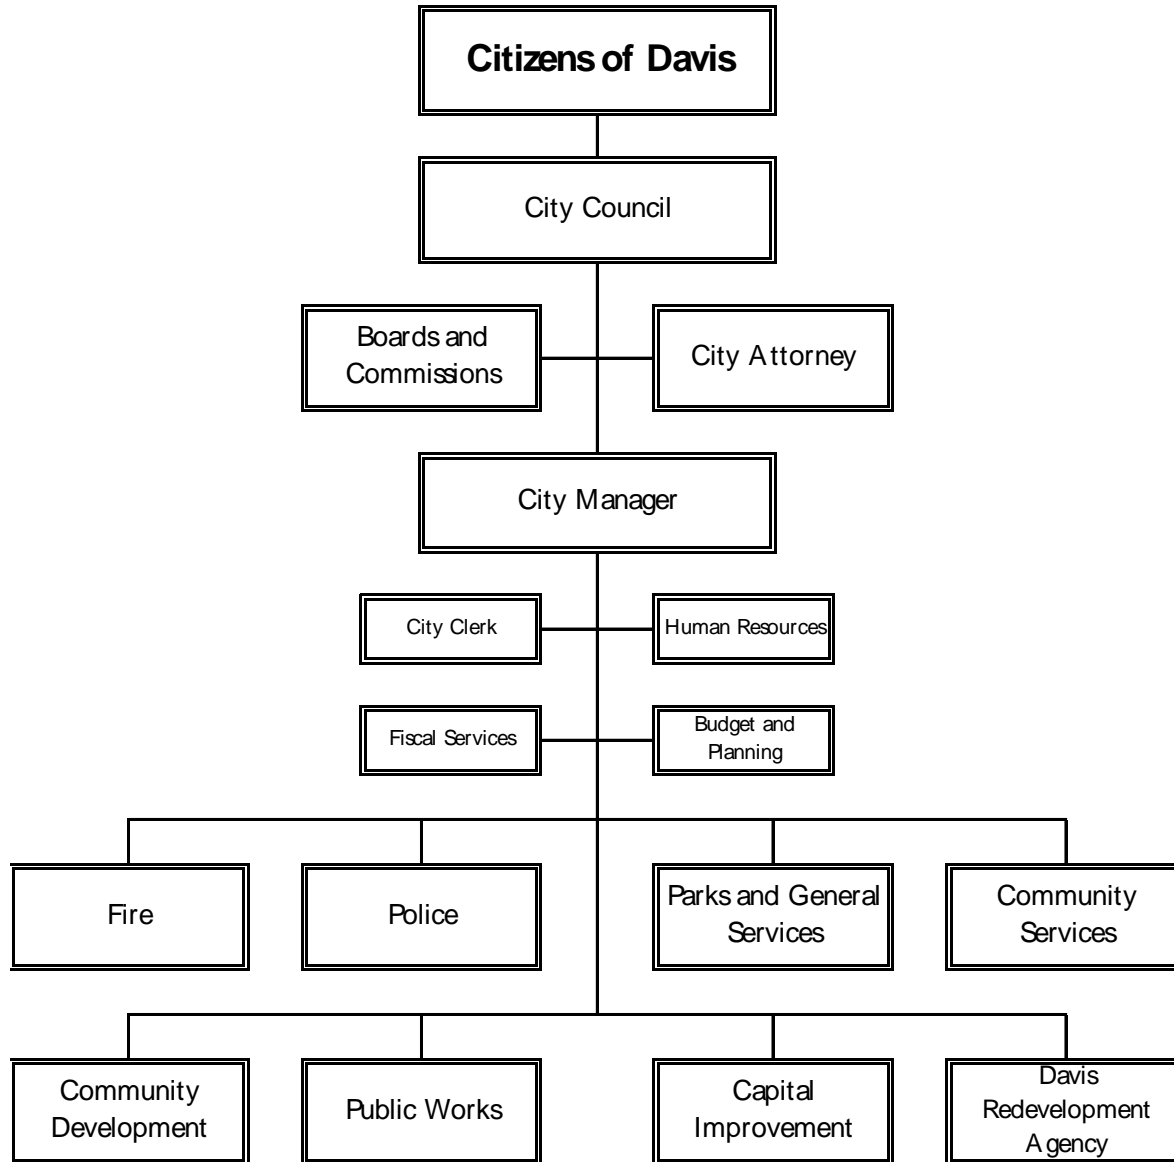 Citizens of Davis
City Council
Boards and
Commissions
City Attorney
City Manager
City Clerk
Human Resources
Fiscal Services
Budget and
Planning
Fire
Police
Parks and General
Services
Community
Services
Community
Development
Public Works
Capital
Improvement
Davis
Redevelopment
Agency